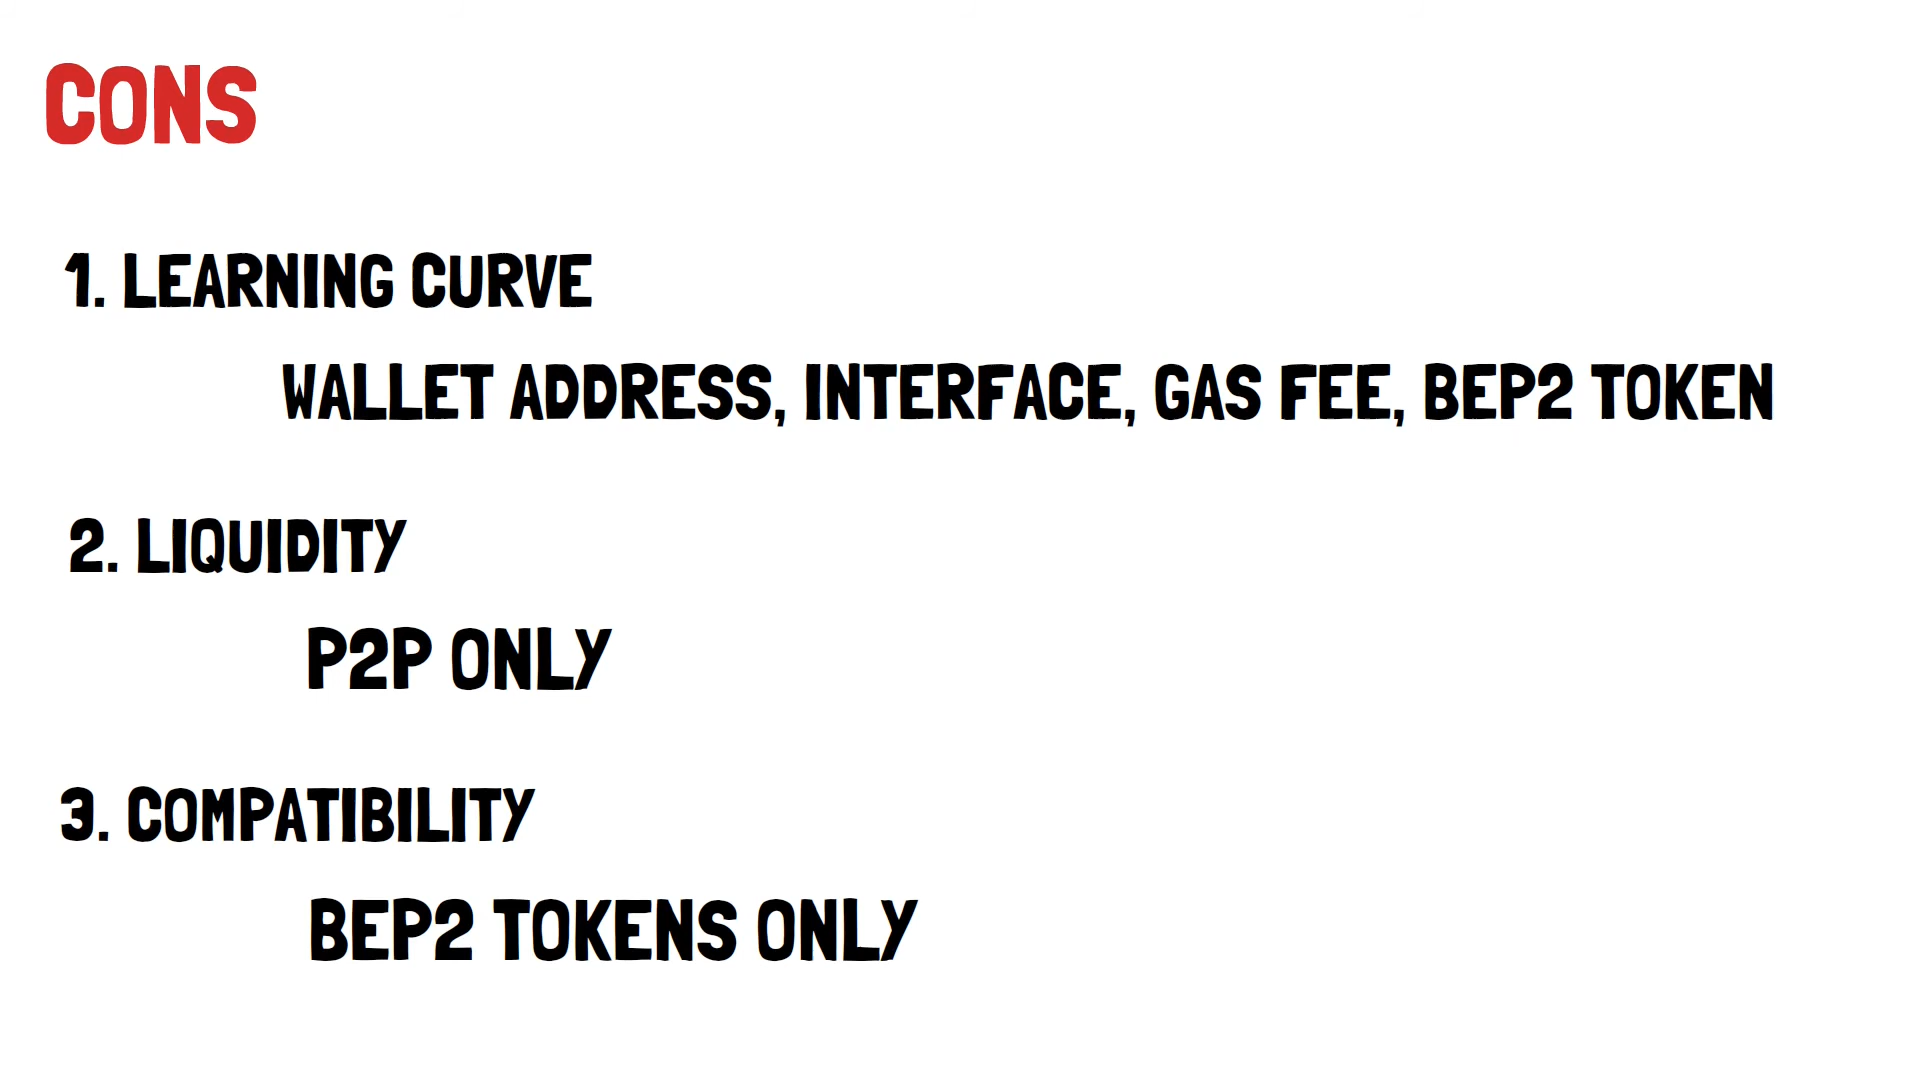 CONS
1. LEARNING CURVE
WALLET ADDRESS, INTERFACE, GAS FEE, BEP2 TOKEN
2. LIQUIDITY
P2P ONLY
3. COMPATIBILITY
BEP2 TOKENS ONLY